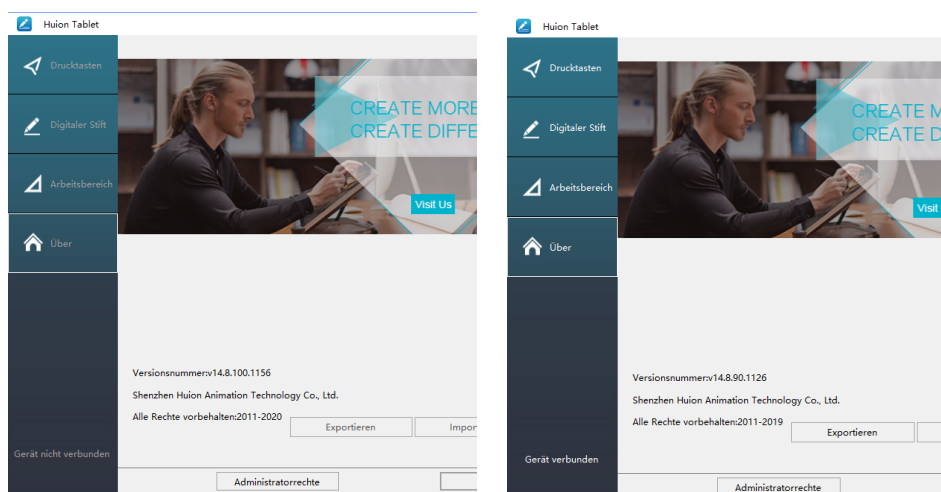 Huion Tablet
Drucktasten
Digitaler Stift
Arbeitsbereich
Über
CREATE MORE
CREATE DIFFE
Visit Us
Versionsnummer:v14.8.100.1156
Shenzhen Huion Animation Technology Co., Ltd.
Alle Rechte vorbehalten:2011-2020
Exportieren
Impor
Gerät nicht verbunden
Administratorrechte
Huion Tablet
Drucktasten
Digitaler Stift
Arbeitsbereich
Über
CREATE M
CREATE D
Visit
Versionsnummer:v14.8.90.1126
Shenzhen Huion Animation Technology Co., Ltd.
Alle Rechte vorbehalten:2011-2019
Exportieren
Gerät verbunden
Administratorrechte